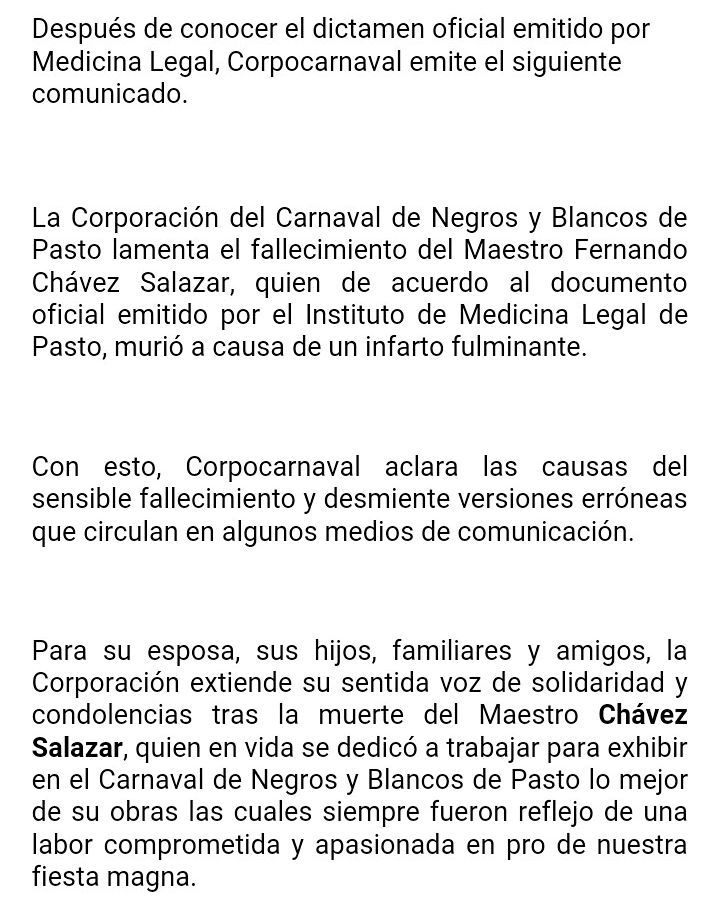 Después de conocer el dictamen oficial emitido por
Medicina Legal, Corpocarnaval emite el siguiente
comunicado.
La Corporación del Carnaval de Negros y Blancos de
Pasto lamenta el fallecimiento del Maestro Fernando
Chávez Salazar, quien de acuerdo al documento
oficial emitido por el Instituto de Medicina Legal de
Pasto, murió a causa de un infarto fulminante.
Con esto, Corpocarnaval aclara las causas del
sensible fallecimiento y desmiente versiones erróneas
que circulan en algunos medios de comunicación.
Para su esposa, sus hijos, familiares y amigos, la
Corporación extiende su sentida voz de solidaridad y
condolencias tras la muerte del Maestro Chávez
Salazar, quien en vida se dedicó a trabajar para exhibir
en el Carnaval de Negros y Blancos de Pasto lo mejor
de su obras las cuales siempre fueron reflejo de una
labor comprometida y apasionada en pro de nuestra
fiesta magna.